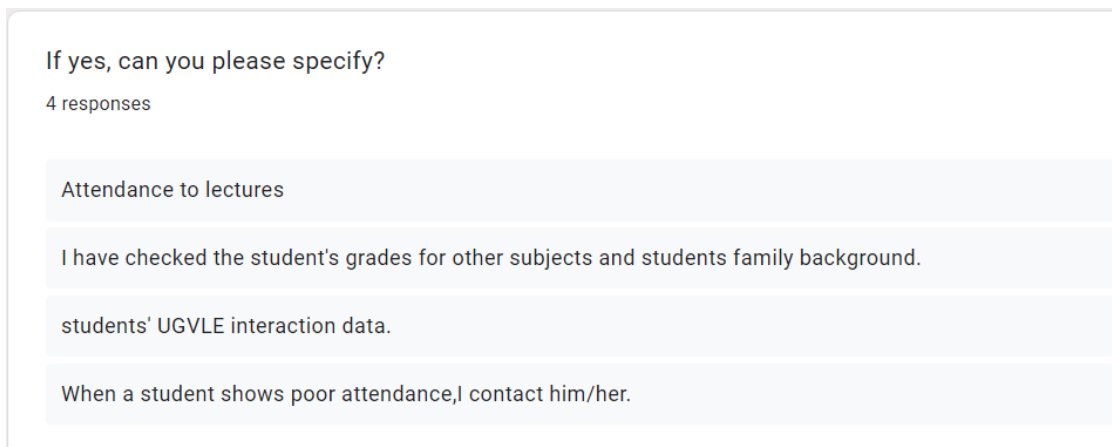 If yes, can you please specify?
4 responses
Attendance to lectures
I have checked the student's grades for other subjects and students family background.
students' UGVLE interaction data.
When a student shows poor attendance,I contact him/her.